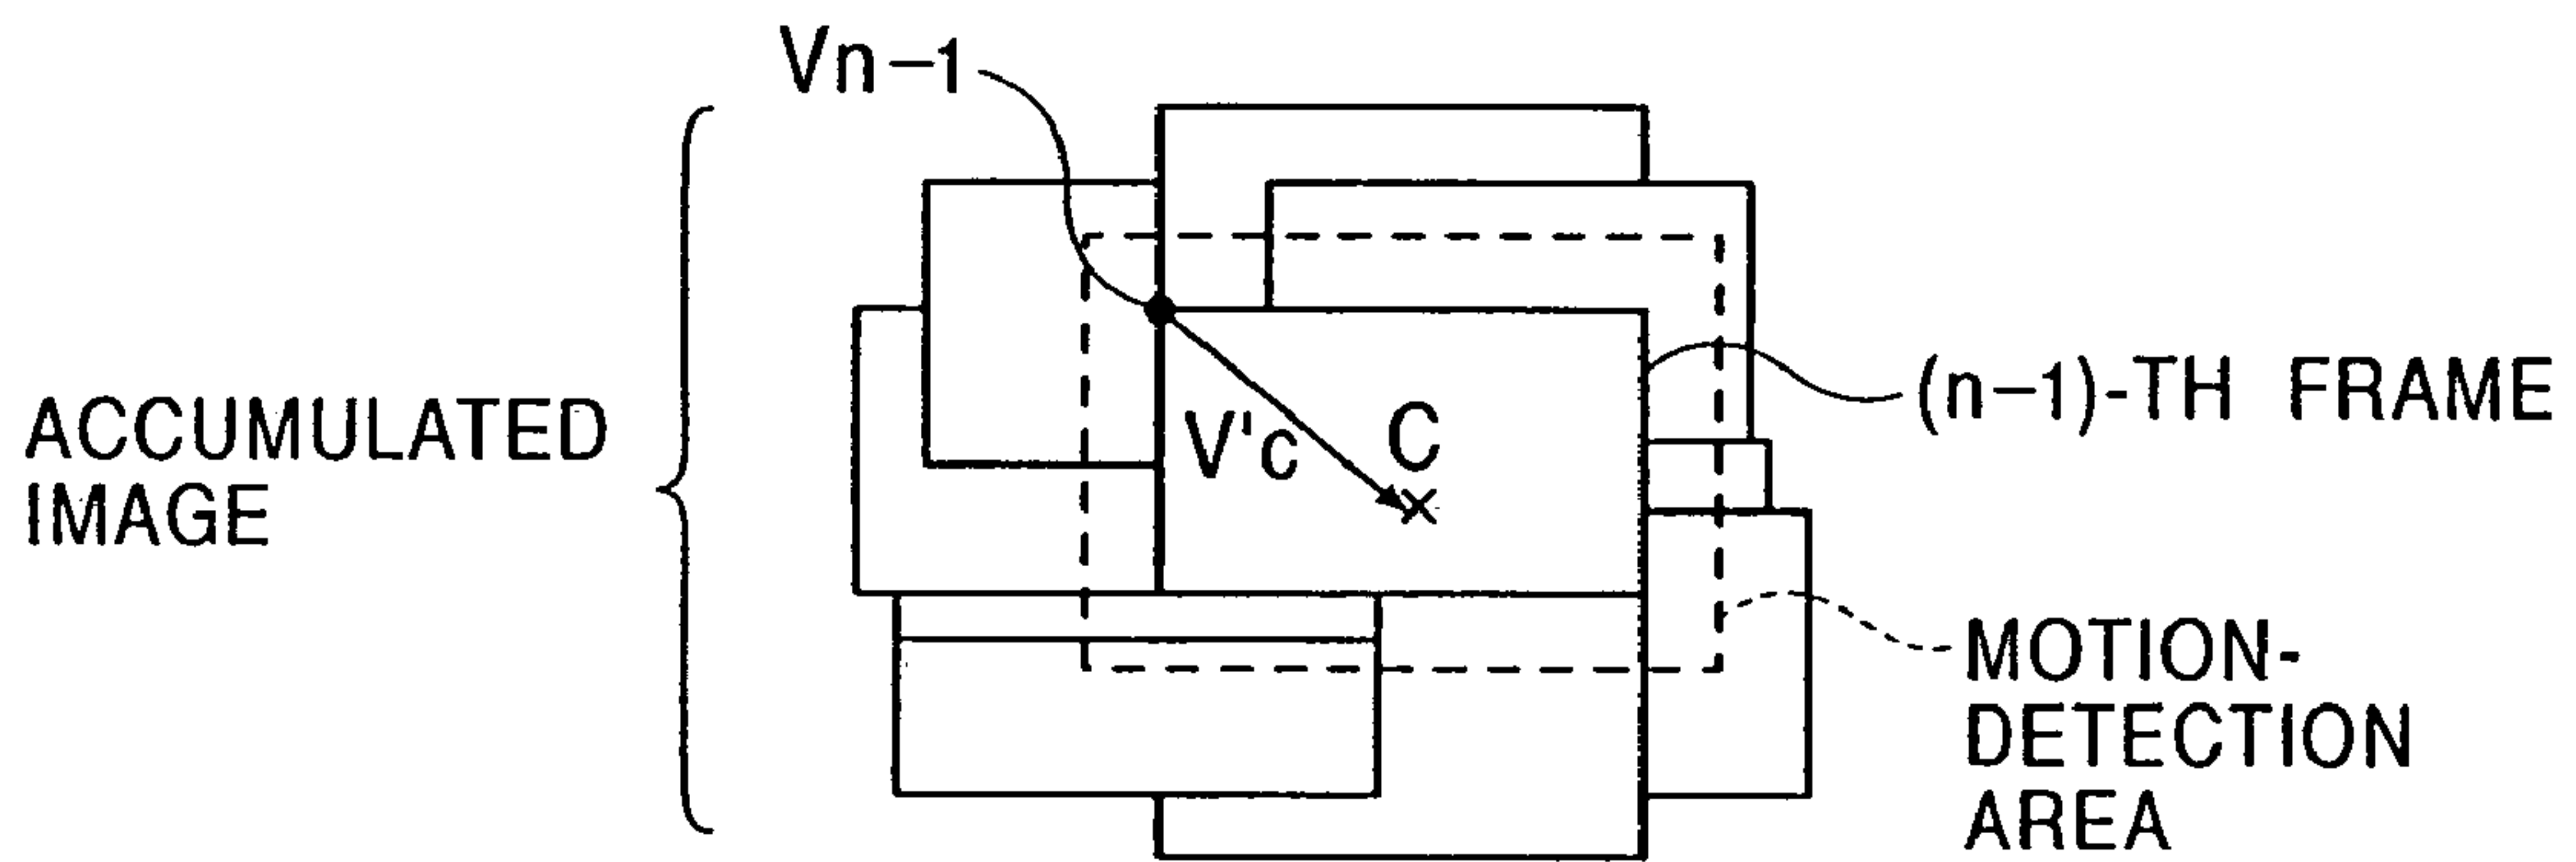 Vn-1
ACCUMULATED
IMAGE
V'c
C
(n-1)-TH FRAME
MOTION-
DETECTION
AREA